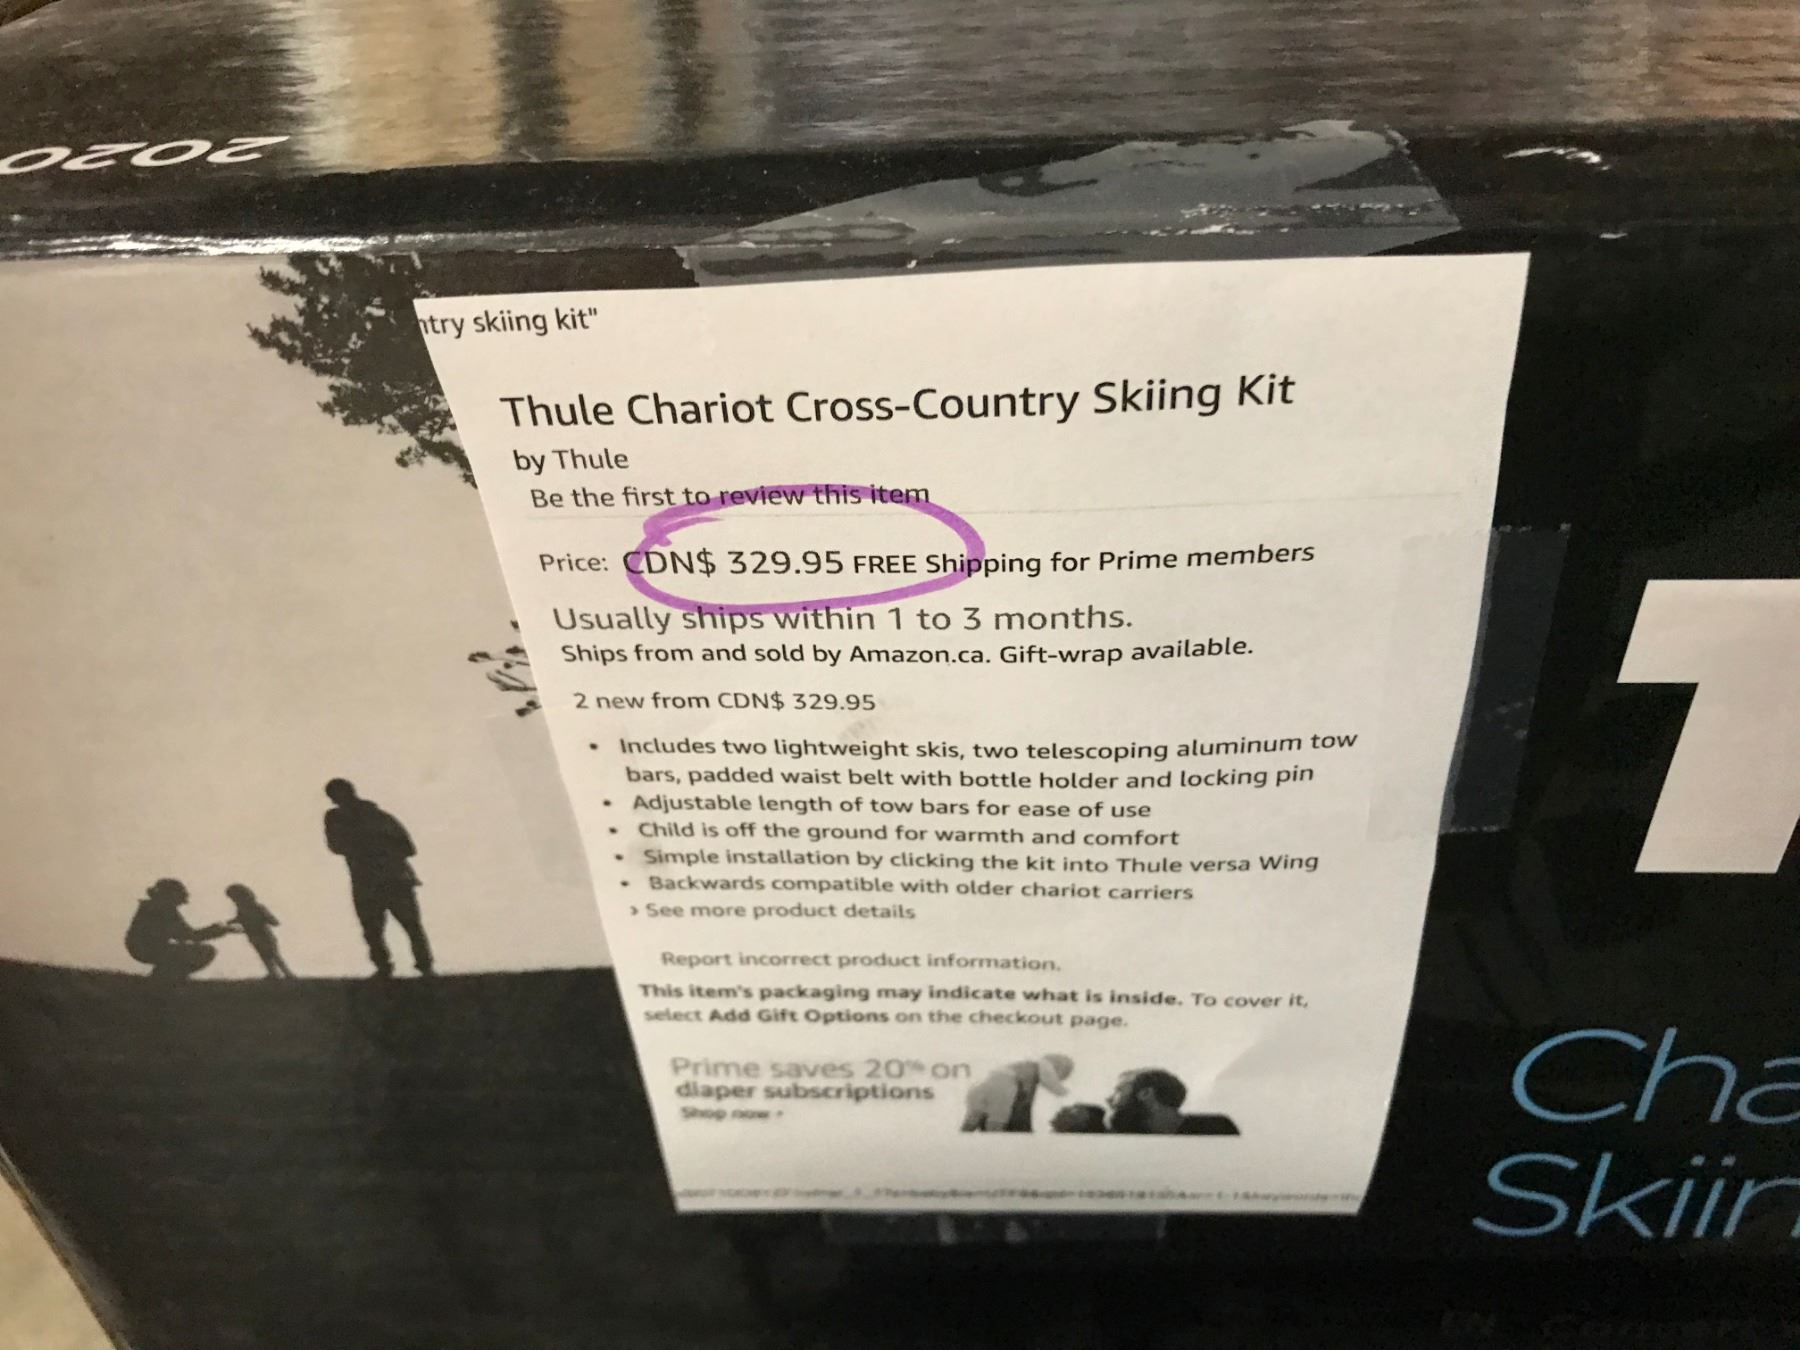 2020
ntry skiing kit"
Thule Chariot Cross-Country Skiing Kit
by Thule
Be the first to review this item
Price: CDN$ 329.95 FREE Shipping for Prime members
Usually ships within 1 to 3 months.
Ships from and sold by Amazon.ca. Gift-wrap available.
2 new from CDN$ 329.95
• Includes two lightweight skis, two telescoping aluminum tow
bars, padded waist belt with bottle holder and locking pin
• Adjustable length of tow bars for ease of use
• Child is off the ground for warmth and comfort
• Simple installation by clicking the kit into Thule versa Wing
• Backwards compatible with older chariot carriers
› See more product details
Report incorrect product information.
This item's packaging may indicate what is inside. To cover it,
select Add Gift Options on the checkout page.
Prime saves 20% on
diaper subscriptions
Shop now ›
T
Cha
Skiin